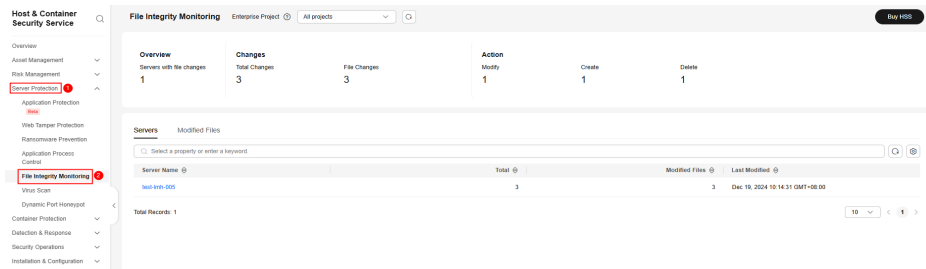 Host & Container
Security Service
File Integrity Monitoring
Enterprise Project
All projects
Buy HSS
Overview
Asset Management
Risk Management
Server Protection
1
Application Protection
Beta
Web Tamper Protection
Ransomware Prevention
Application Process
Control
File Integrity Monitoring
2
Virus Scan
Dynamic Port Honeypot
Container Protection
Detection & Response
Security Operations
Installation & Configuration
Overview
Changes
Action
Servers with file changes
Total Changes
File Changes
Modify
Create
Delete
1
3
3
1
1
1
Servers
Modified Files
Select a property or enter a keyword.
Server Name
Total
Modified Files
Last Modified
test-lmh-005
3
3
Dec 19, 2024 10:14:31 GMT+08:00
Total Records: 1
10
1